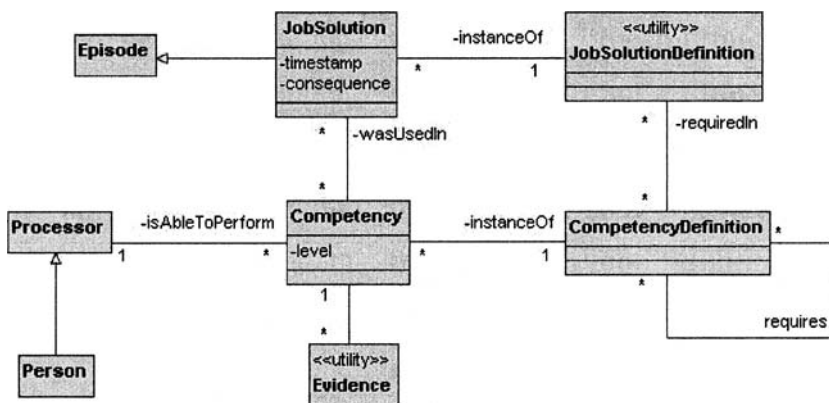 JobSolution
-timestamp
-consequence
Episode
-instanceOf
*
1
<<utility>>
JobSolutionDefinition
*
-wasUsedIn
*
*
-requiredIn
*
Processor
-isAbleToPerform
1
*
Competency
-level
-instanceOf
*
1
CompetencyDefinition
*
*
requires
1
*
<<utility>>
Evidence
Person